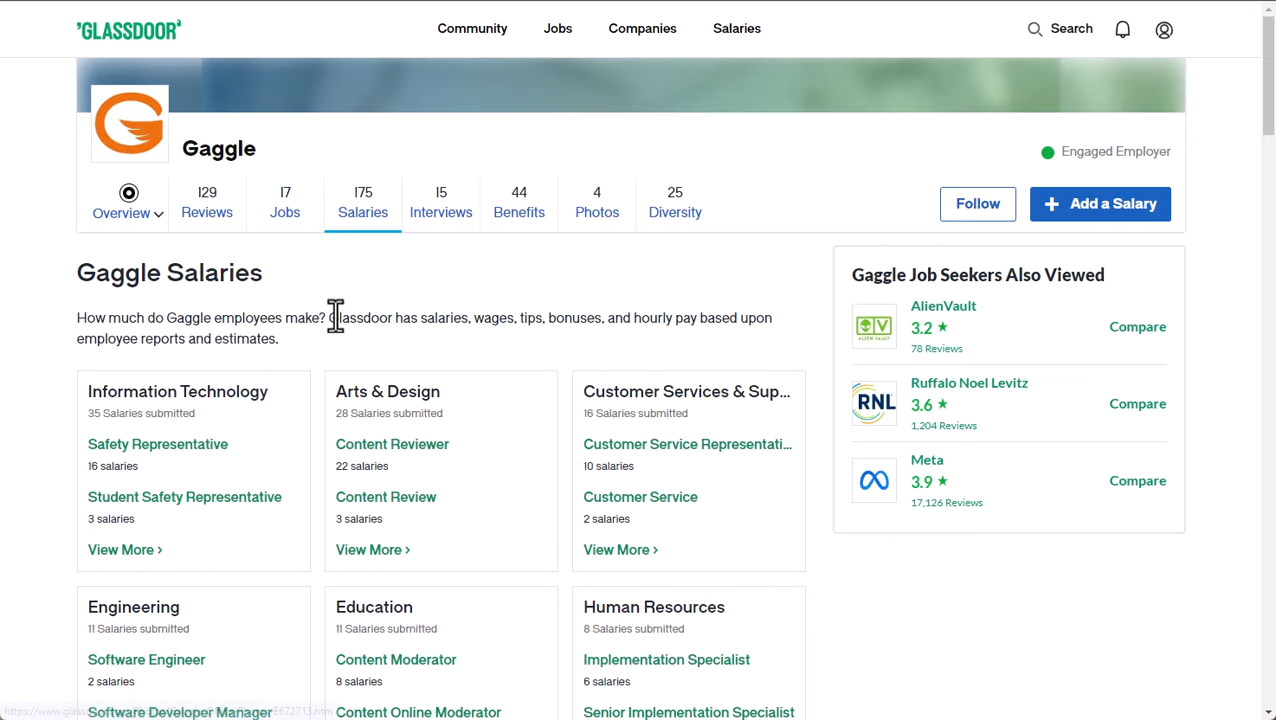 GLASSDOOR
Community
Jobs
Companies
Salaries
Search
Gaggle
Engaged Employer
Overview
129
Reviews
17
Jobs
175
Salaries
15
Interviews
44
Benefits
4
Photos
25
Diversity
Follow
+ Add a Salary
Gaggle Salaries
How much do Gaggle employees make? Glassdoor has salaries, wages, tips, bonuses, and hourly pay based upon
employee reports and estimates.
Information Technology
35 Salaries submitted
Safety Representative
16 salaries
Student Safety Representative
3 salaries
View More ›
Arts & Design
28 Salaries submitted
Content Reviewer
22 salaries
Content Review
3 salaries
View More ›
Customer Services & Sup...
16 Salaries submitted
Customer Service Representati...
10 salaries
Customer Service
2 salaries
View More ›
Engineering
11 Salaries submitted
Software Engineer
2 salaries
Software Developer Manager
Education
11 Salaries submitted
Content Moderator
8 salaries
Content Online Moderator
Human Resources
8 Salaries submitted
Implementation Specialist
6 salaries
Senior Implementation Specialist
Gaggle Job Seekers Also Viewed
ALIEN VAULT
AlienVault
3.2 ★
78 Reviews
Compare
RNL
Ruffalo Noel Levitz
3.6 ★
1,204 Reviews
Compare
Meta
3.9 ★
17,126 Reviews
Compare